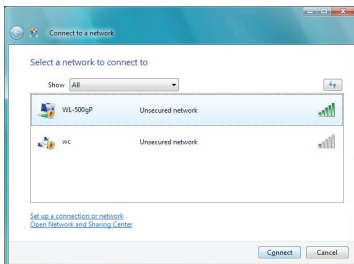 Connect to a network
Select a network to connect to
Show All
WL-500gP Unsecured network
wc Unsecured network
Set up a connection or network
Open Network and Sharing Center
Connect Cancel